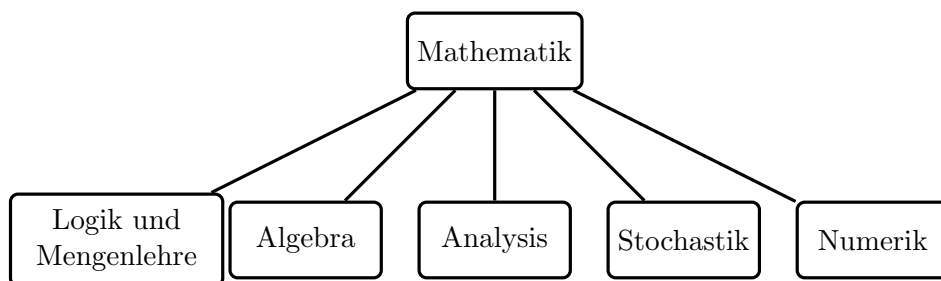 Mathematik
Logik und
Mengenlehre
Algebra
Analysis
Stochastik
Numerik